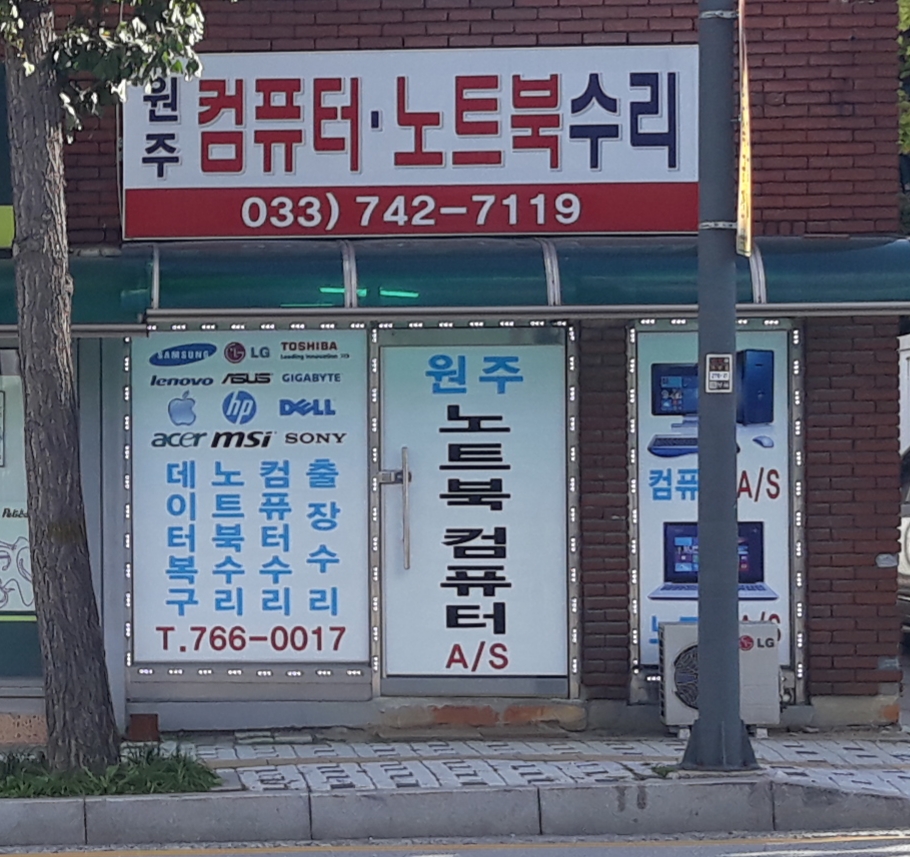 원주 컴퓨터·노트북수리
033) 742-7119
SAMSUNG LG TOSHIBA
Leading Innovation >>>
lenovo ASUS GIGABYTE
hp DELL
acer msi SONY
데이터복구
노트북수리
컴퓨터수리
출장수리
T.766-0017
원주
노트북 컴퓨터
A/S
컴퓨 A/S
A/S
LG